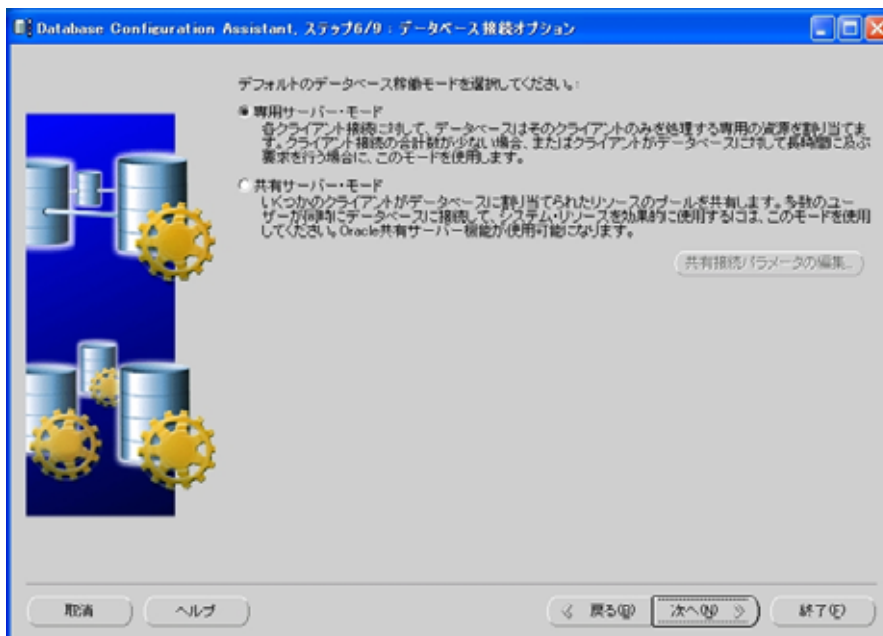 Database Configuration Assistant, ステップ6/9 : データベース接続オプション
デフォルトのデータベース稼働モードを選択してください。:
専用サーバー・モード
各クライアント接続に対して、データベースはそのクライアントのみを処理する専用の資源を割り当てま
す。クライアント接続の合計数が少ない場合、またはクライアントがデータベースに対して長時間に及ぶ
要求を行う場合に、このモードを使用します。
共有サーバー・モード
いくつかのクライアントがデータベースに割り当てられたリソースのプールを共有します。多数のユー
ザーが同時にデータベースに接続して、システム・リソースを効果的に使用するには、このモードを使用
してください。Oracle共有サーバー機能が使用可能になります。
共有接続パラメータの編集...
取消
ヘルプ
戻る(B)
次へ(N)
終了(F)